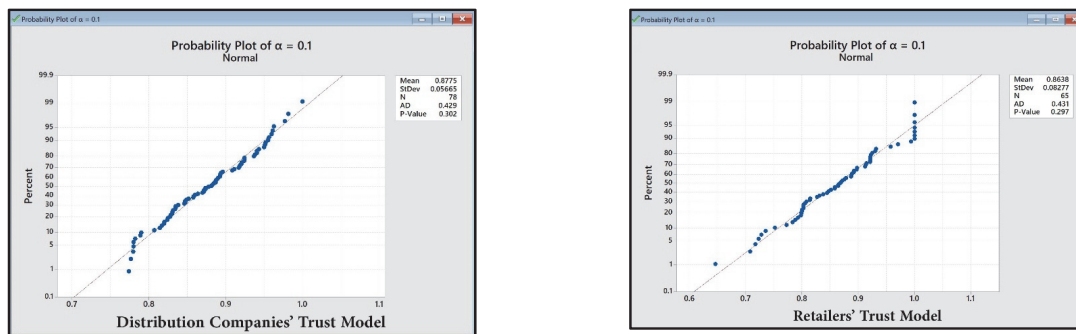 Probability Plot of α = 0.1
Probability Plot of α = 0.1
Normal
99.9
99
95
90
80
70
60
50
40
30
20
10
5
1
0.1
Percent
0.7
0.8
0.9
1.0
1.1
Mean 0.8775
StDev 0.05665
N 78
AD 0.429
P-Value 0.302
Distribution Companies' Trust Model
Probability Plot of α = 0.1
Probability Plot of α = 0.1
Normal
99.9
99
95
90
80
70
60
50
40
30
20
10
5
1
0.1
Percent
0.6
0.7
0.8
0.9
1.0
1.1
Mean 0.8638
StDev 0.08277
N 65
AD 0.431
P-Value 0.297
Retailers' Trust Model